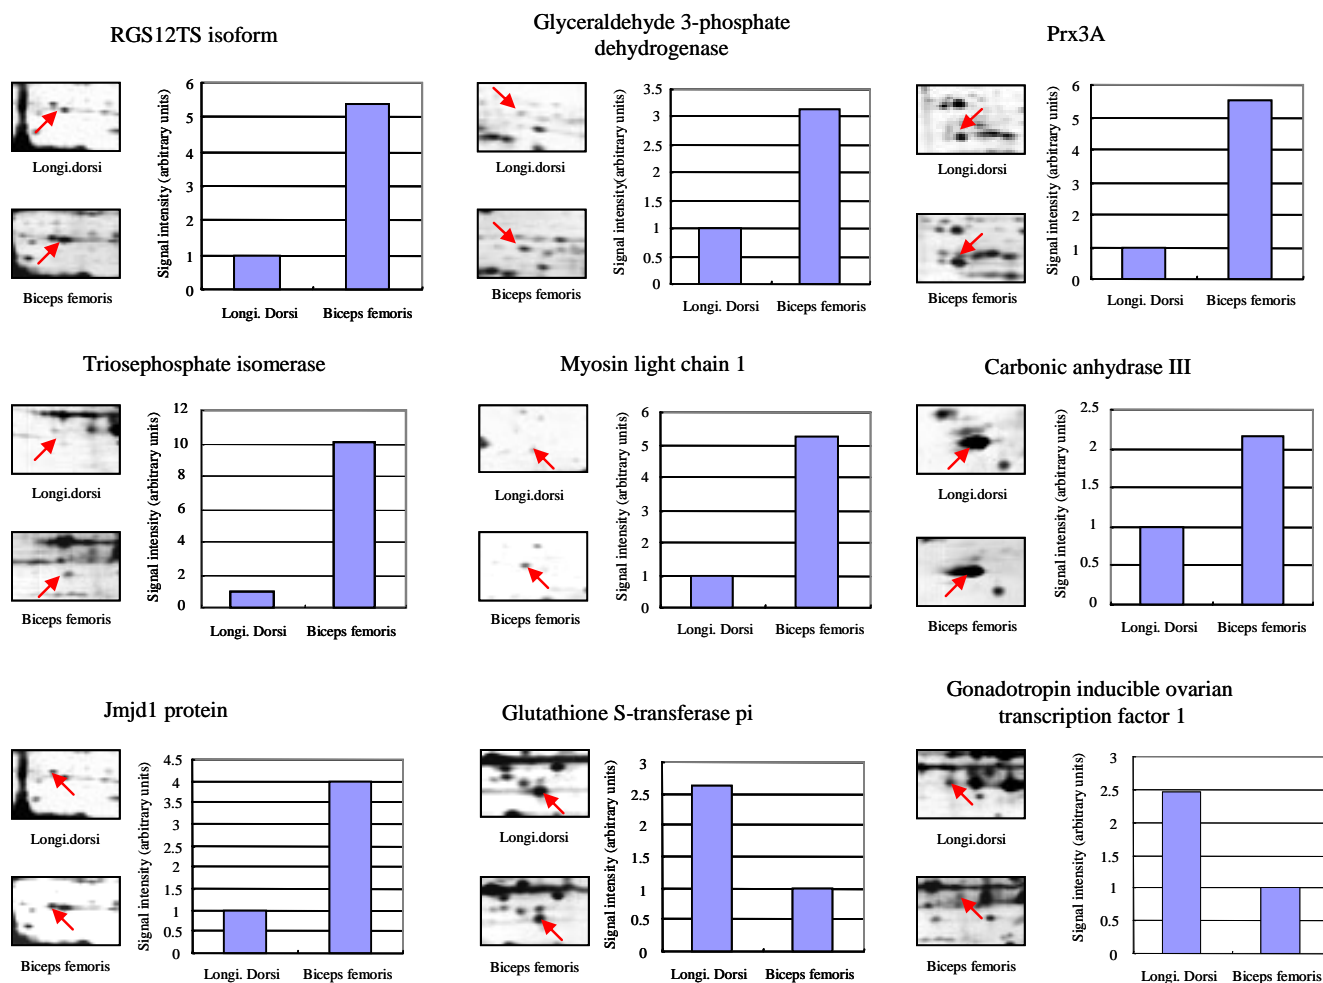 RGS12TS isoform
Longi.dorsi
Biceps femoris
Signal intensity (arbitrary units)
6
5
4
3
2
1
0
Longi. Dorsi
Biceps femoris
Glyceraldehyde 3-phosphate
dehydrogenase
Longi.dorsi
Biceps femoris
Signal intensity(arbitrary units)
3.5
3
2.5
2
1.5
1
0.5
0
Longi. Dorsi
Biceps femoris
Prx3A
Longi.dorsi
Biceps femoris
Signal intensity (arbitrary units)
6
5
4
3
2
1
0
Longi. Dorsi
Biceps femoris
Triosephosphate isomerase
Longi.dorsi
Biceps femoris
Signal intensity (arbitrary units)
12
10
8
6
4
2
0
Longi. Dorsi
Biceps femoris
Myosin light chain 1
Longi.dorsi
Biceps femoris
Signal intensity (arbitrary units)
6
5
4
3
2
1
0
Longi. Dorsi
Biceps femoris
Carbonic anhydrase III
Longi.dorsi
Biceps femoris
Signal intensity (arbitrary units)
2.5
2
1.5
1
0.5
0
Longi. Dorsi
Biceps femoris
Jmjd1 protein
Longi.dorsi
Biceps femoris
Signal intensity (arbitrary units)
4.5
4
3.5
3
2.5
2
1.5
1
0.5
0
Longi. Dorsi
Biceps femoris
Glutathione S-transferase pi
Longi.dorsi
Biceps femoris
Signal intensity (arbitrary units)
3
2.5
2
1.5
1
0.5
0
Longi. Dorsi
Biceps femoris
Gonadotropin inducible ovarian
transcription factor 1
Longi.dorsi
Biceps femoris
Signal intensity (arbitrary units)
3
2.5
2
1.5
1
0.5
0
Longi. Dorsi
Biceps femoris